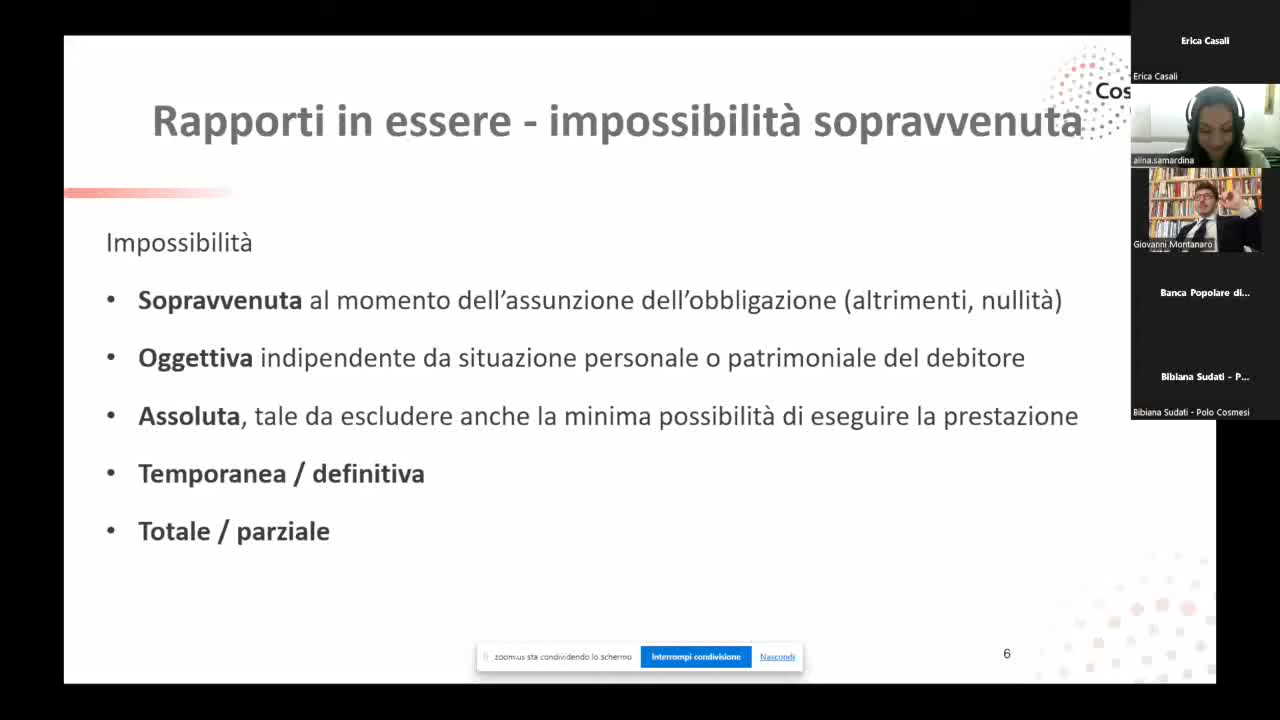 Rapporti in essere - impossibilità sopravvenuta
Cos
Impossibilità
• Sopravvenuta al momento dell'assunzione dell'obbligazione (altrimenti, nullità)
• Oggettiva indipendente da situazione personale o patrimoniale del debitore
• Assoluta, tale da escludere anche la minima possibilità di eseguire la prestazione
• Temporanea / definitiva
• Totale / parziale
zoom.us sta condividendo lo schermo
Interrompi condivisione
Nascondi
6
Erica Casali
Erica Casali
alina.samardina
Giovanni Montanaro
Banca Popolare di...
Bibiana Sudati - P...
Bibiana Sudati - Polo Cosmesi